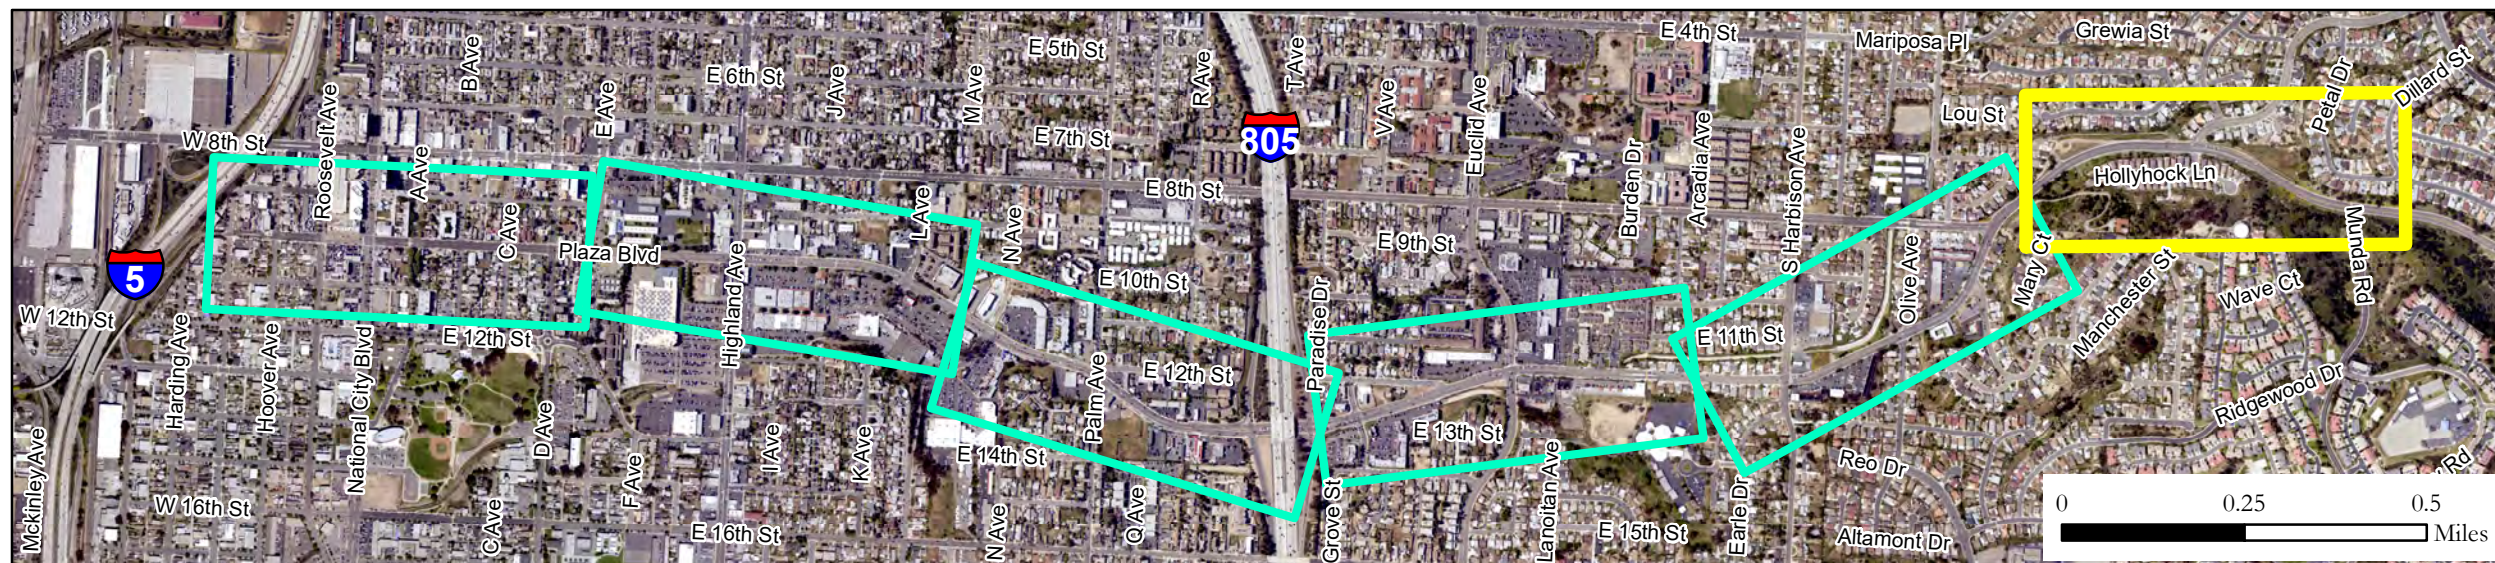 E 4th St
Mariposa Pl
Grewia St
B Ave
E 6th St
J Ave
M Ave
E 5th St
R Ave
T Ave
V Ave
Euclid Ave
Petal Dr
Dillard St
Roosevelt Ave
E Ave
E 7th St
805
Lou St
W 8th St
A Ave
L Ave
N Ave
E 8th St
Burden Dr
Arcadia Ave
S Harbison Ave
Hollyhock Ln
C Ave
Plaza Blvd
Highland Ave
E 10th St
E 9th St
Olive Ave
Mary Ct
Manchester St
Wave Ct
Munda Rd
5
W 12th St
Harding Ave
Hoover Ave
National City Blvd
E 12th St
Palm Ave
E 12th St
Paradise Dr
E 11th St
Ridgewood Dr
Mckinley Ave
W 16th St
D Ave
C Ave
F Ave
I Ave
K Ave
E 14th St
E 16th St
N Ave
Q Ave
Grove St
E 13th St
Lanoitan Ave
E 15th St
Earle Dr
Reo Dr
Altamont Dr
Rd
0
0.25
0.5
Miles